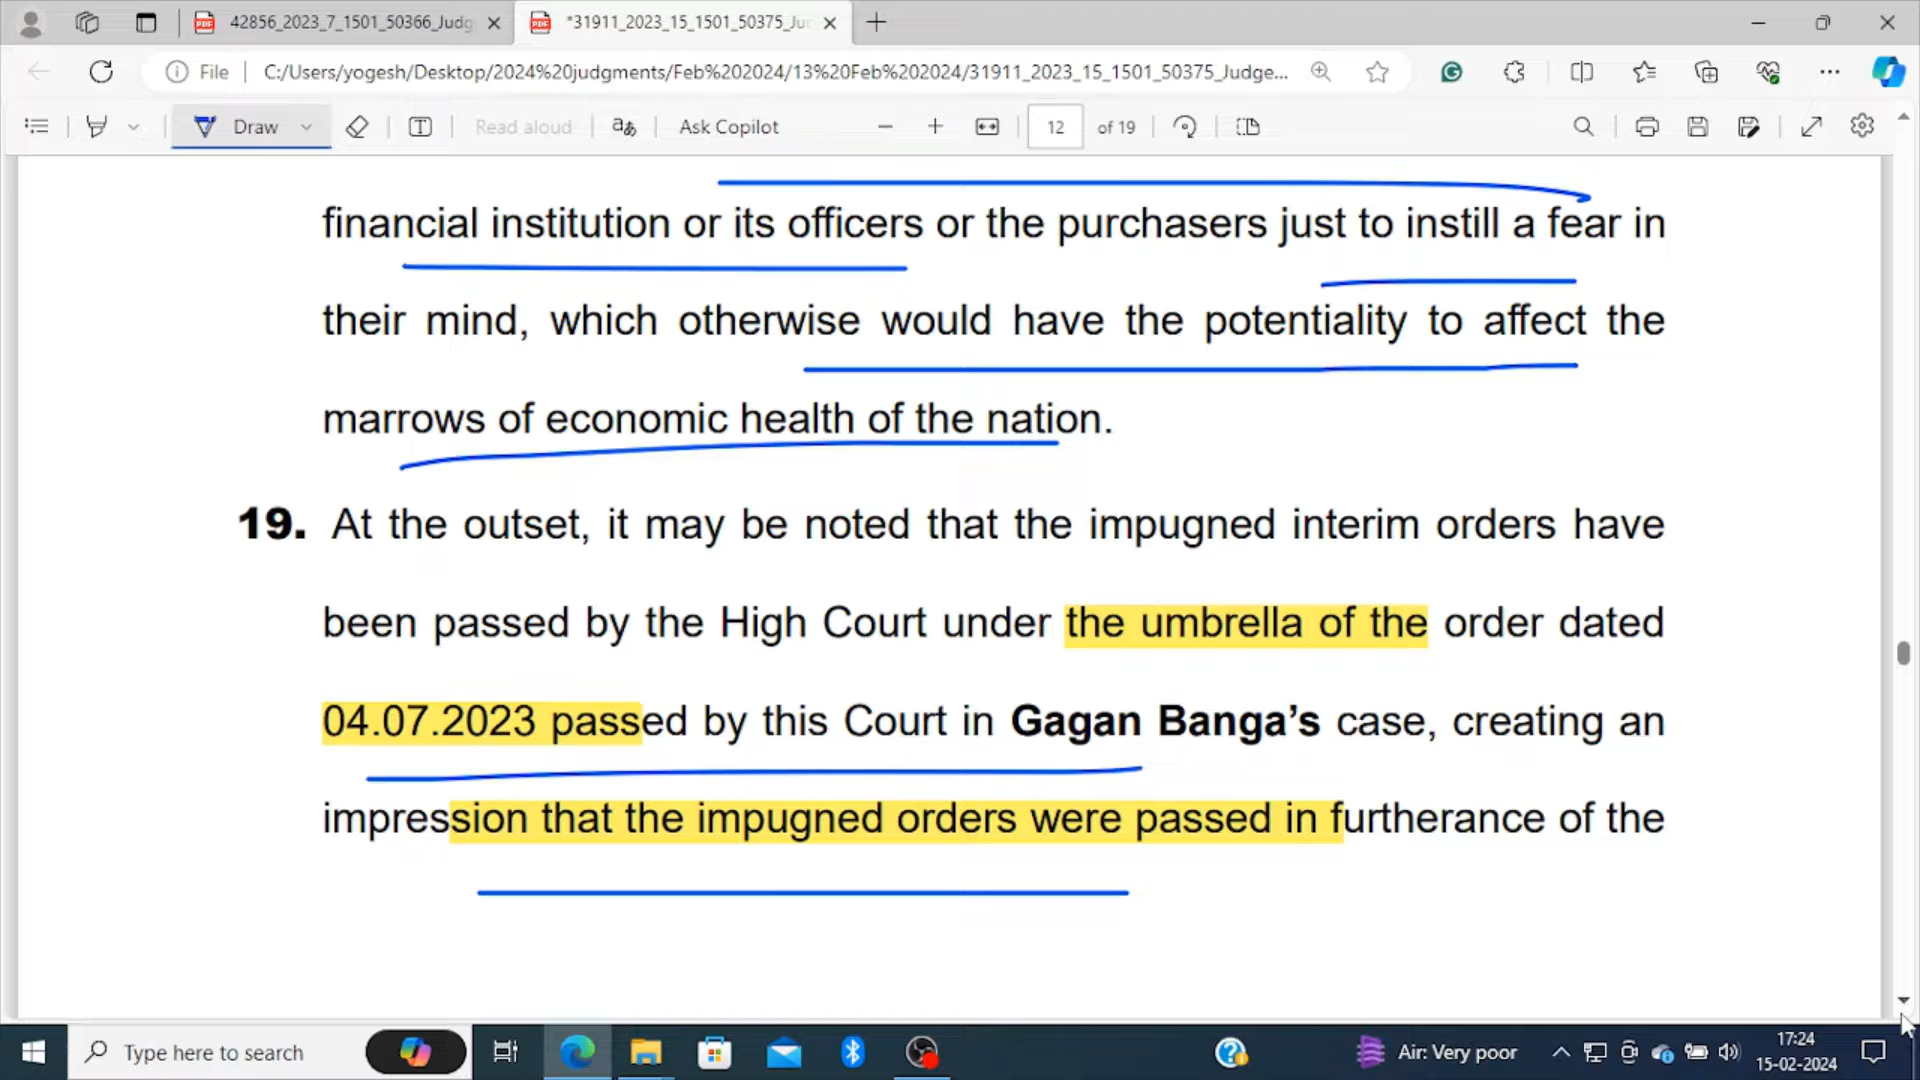 42856_2023_7_1501_50366_Judg
*31911_2023_15_1501_50375_Ju
File
C:/Users/yogesh/Desktop/2024%20judgments/Feb%202024/13%20Feb%202024/31911_2023_15_1501_50375_Judge...
Draw
Read aloud
Ask Copilot
12 of 19
financial institution or its officers or the purchasers just to instill a fear in
their mind, which otherwise would have the potentiality to affect the
marrows of economic health of the nation.
19. At the outset, it may be noted that the impugned interim orders have
been passed by the High Court under the umbrella of the order dated
04.07.2023 passed by this Court in Gagan Banga’s case, creating an
impression that the impugned orders were passed in furtherance of the
Type here to search
Air: Very poor
17:24
15-02-2024